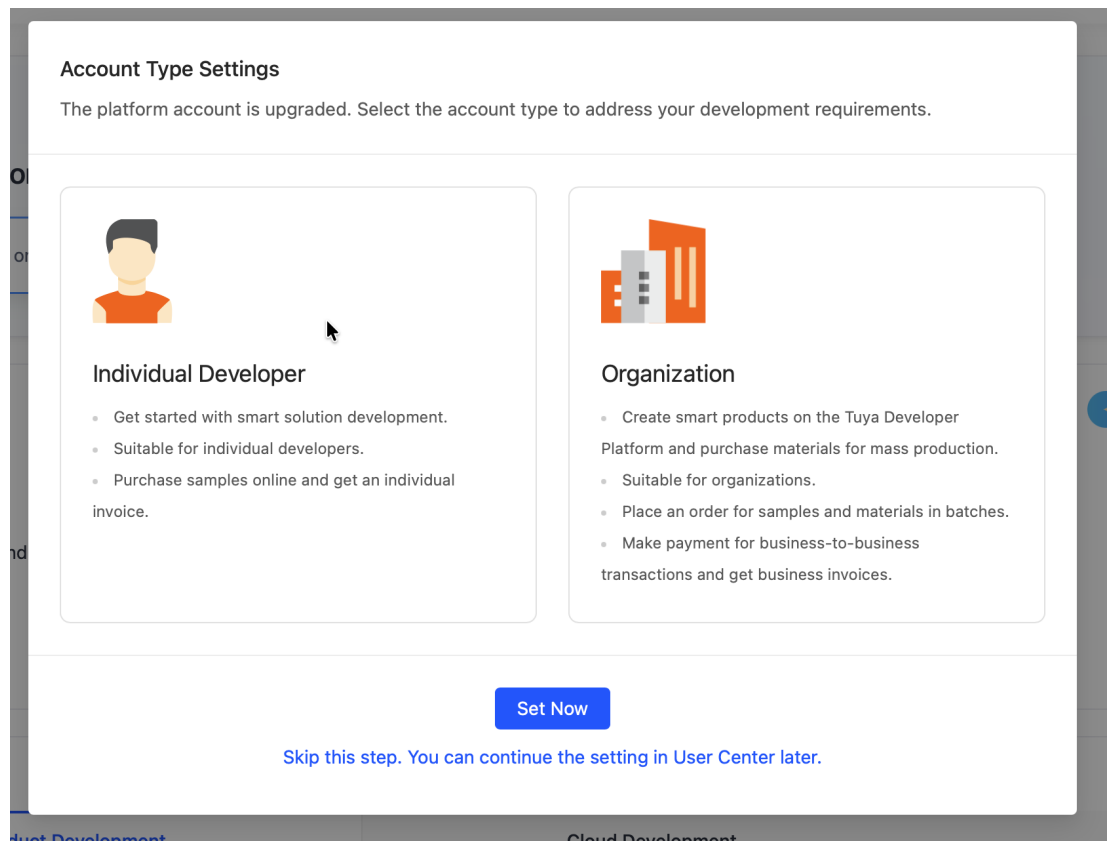 Account Type Settings
The platform account is upgraded. Select the account type to address your development requirements.
Individual Developer
Get started with smart solution development.
Suitable for individual developers.
Purchase samples online and get an individual
invoice.
Organization
Create smart products on the Tuya Developer
Platform and purchase materials for mass production.
Suitable for organizations.
Place an order for samples and materials in batches.
Make payment for business-to-business
transactions and get business invoices.
Set Now
Skip this step. You can continue the setting in User Center later.
Development
Cloud Development